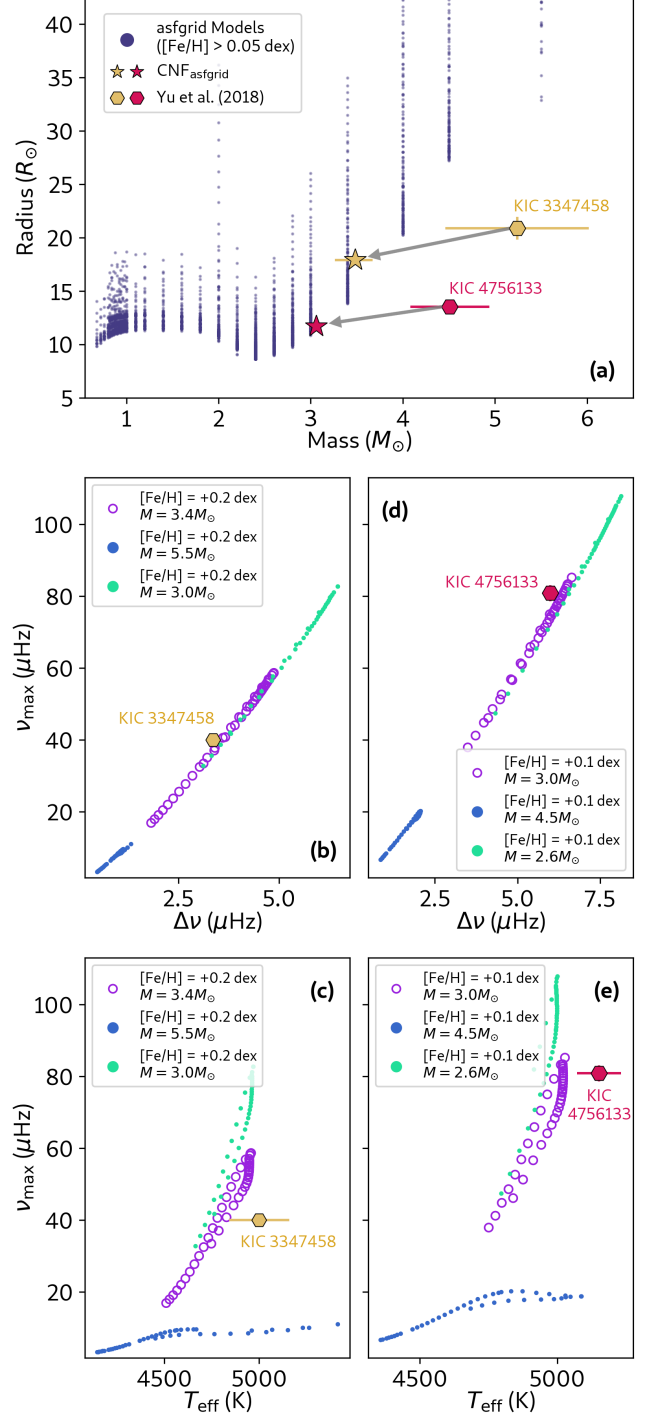 40
35
30
25
20
15
10
5
Radius (R⊙)
asfgrid Models
([Fe/H] > 0.05 dex)
CNFasfgrid
Yu et al. (2018)
KIC 3347458
KIC 4756133
(a)
1 2 3 4 5 6
Mass (M⊙)
100
80
60
40
20
νmax (μHz)
[Fe/H] = +0.2 dex
M = 3.4M⊙
[Fe/H] = +0.2 dex
M = 5.5M⊙
[Fe/H] = +0.2 dex
M = 3.0M⊙
KIC 3347458
(b)
2.5 5.0
Δν (μHz)
(d)
KIC 4756133
[Fe/H] = +0.1 dex
M = 3.0M⊙
[Fe/H] = +0.1 dex
M = 4.5M⊙
[Fe/H] = +0.1 dex
M = 2.6M⊙
2.5 5.0 7.5
Δν (μHz)
100
80
60
40
20
νmax (μHz)
[Fe/H] = +0.2 dex
M = 3.4M⊙
[Fe/H] = +0.2 dex
M = 5.5M⊙
[Fe/H] = +0.2 dex
M = 3.0M⊙
(c)
KIC 3347458
4500 5000
Teff (K)
[Fe/H] = +0.1 dex
M = 3.0M⊙
[Fe/H] = +0.1 dex
M = 4.5M⊙
[Fe/H] = +0.1 dex
M = 2.6M⊙
(e)
KIC
4756133
4500 5000
Teff (K)